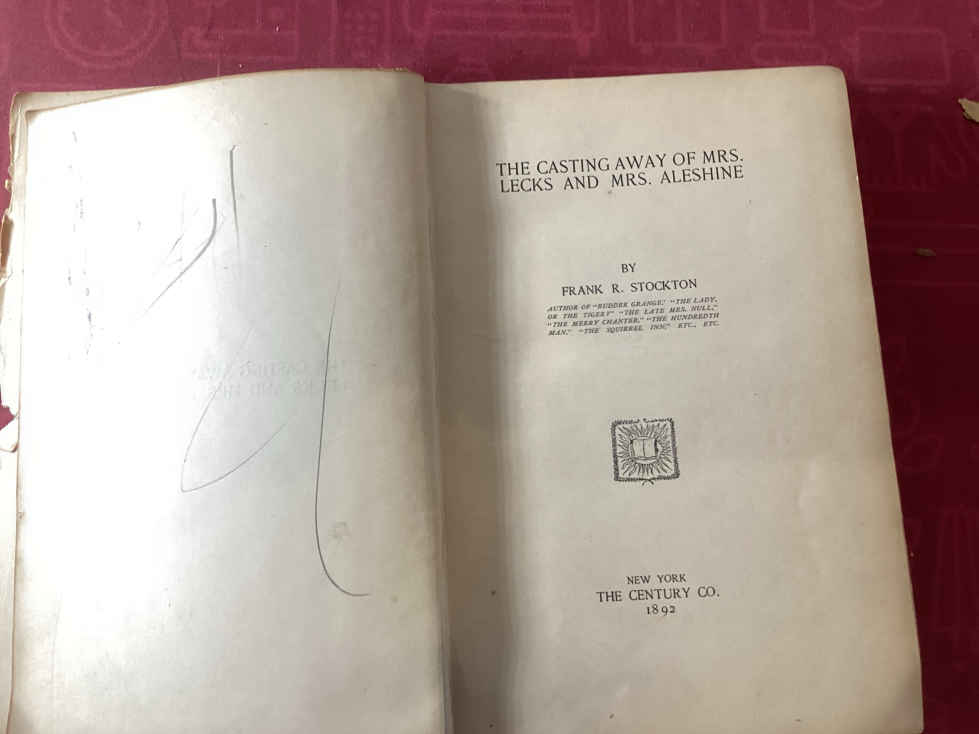 THE CASTING AWAY OF MRS.
LECKS AND MRS. ALESHINE
BY
FRANK R. STOCKTON
AUTHOR OF "RUDDER GRANGE," "THE LADY,
OR THE TIGER?" "THE LATE MRS. NULL,"
"THE MERRY CHANTER," "THE HUNDREDTH
MAN," "THE SQUIRREL INN," ETC., ETC.
NEW YORK
THE CENTURY CO.
1892